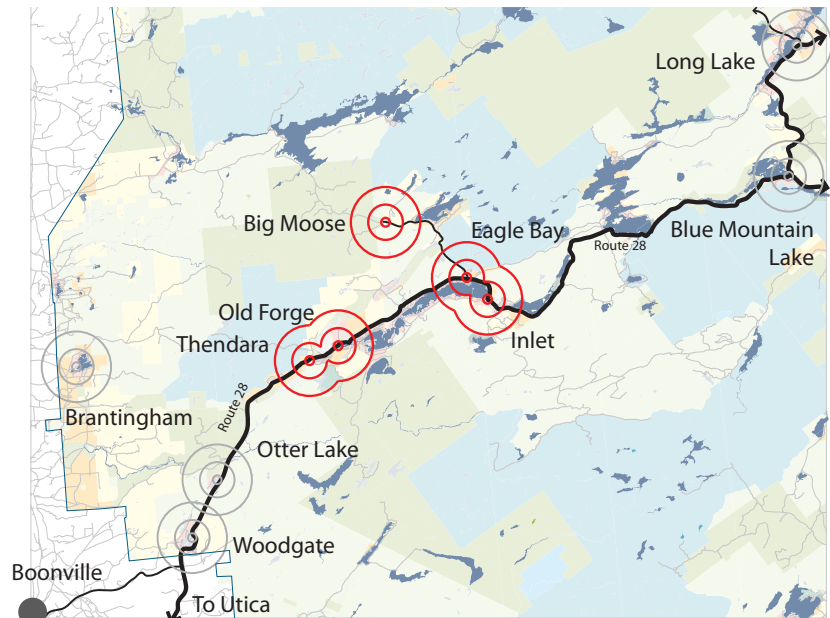 Long Lake
Big Moose
Eagle Bay
Route 28
Blue Mountain
Lake
Old Forge
Thendara
Inlet
Route 28
Brantingham
Otter Lake
Woodgate
Boonville
To Utica